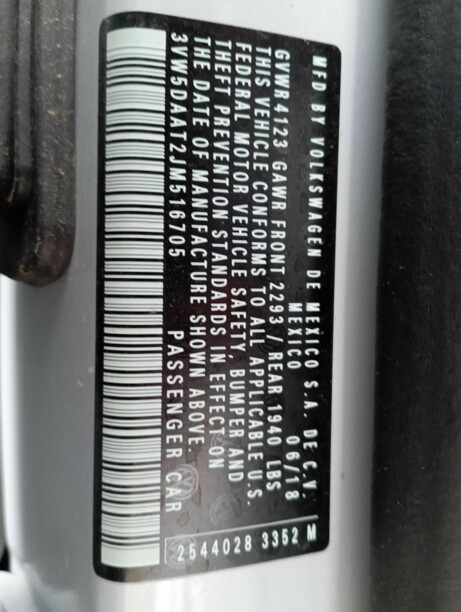 MFD BY VOLKSWAGEN DE MEXICO S.A. DE C.V.
MEXICO 06/18
GVWR 4123 GAWR FRONT 2293 / REAR 1940 LBS
THIS VEHICLE CONFORMS TO ALL APPLICABLE U.S.
FEDERAL MOTOR VEHICLE SAFETY, BUMPER AND
THEFT PREVENTION STANDARDS IN EFFECT ON
THE DATE OF MANUFACTURE SHOWN ABOVE.
3VW5DAAT2JM516705 PASSENGER CAR
2544028 3352 M